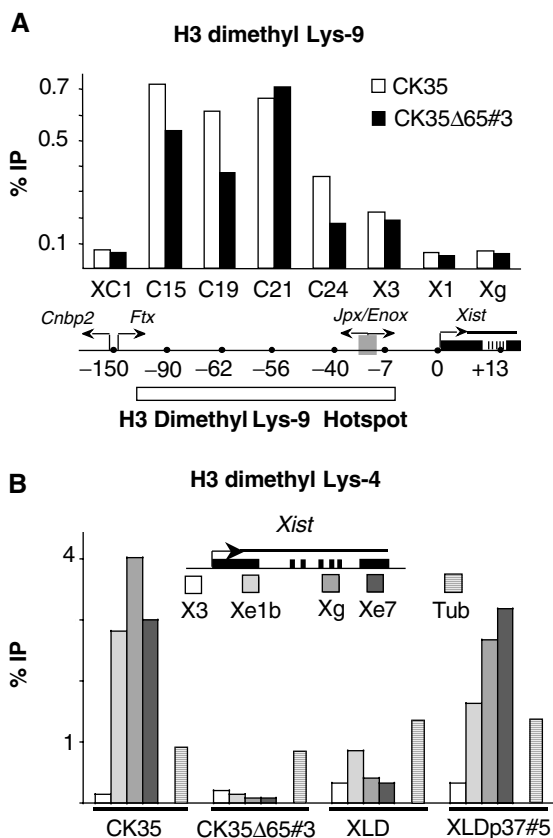 A
H3 dimethyl Lys-9
0.7
0.5
0.1
% IP
CK35
CK35Δ65#3
XC1 C15 C19 C21 C24 X3 X1 Xg
Cnbp2 Ftx Jpx/Enox Xist
–150 –90 –62 –56 –40 –7 0 +13
H3 Dimethyl Lys-9 Hotspot
B
H3 dimethyl Lys-4
Xist
4
1
% IP
X3 Xe1b Xg Xe7 Tub
CK35 CK35Δ65#3 XLD XLDp37#5